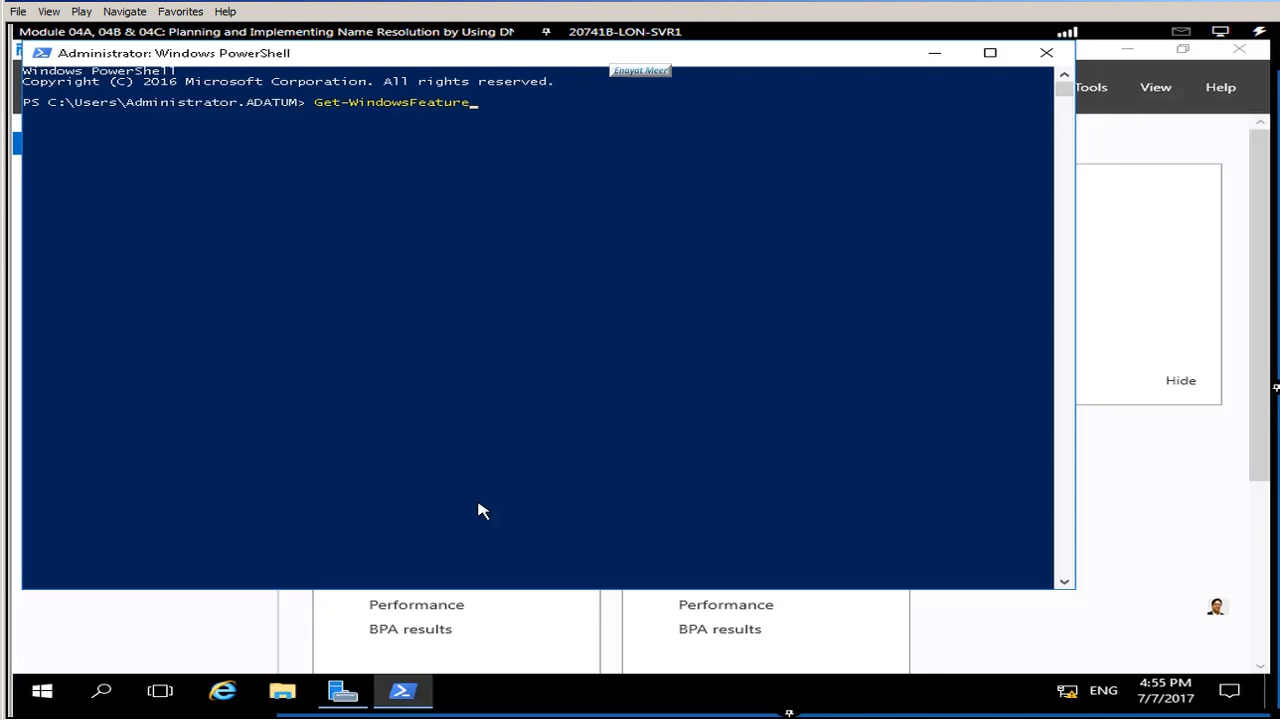 File View Play Navigate Favorites Help
Module 04A, 04B & 04C: Planning and Implementing Name Resolution by Using DN
20741B-LON-SVR1
Administrator: Windows PowerShell
Enayat Meer
Windows PowerShell
Copyright (C) 2016 Microsoft Corporation. All rights reserved.
PS C:\Users\Administrator.ADATUM> Get-WindowsFeature_
Tools View Help
Hide
Performance
BPA results
Performance
BPA results
ENG
4:55 PM
7/7/2017